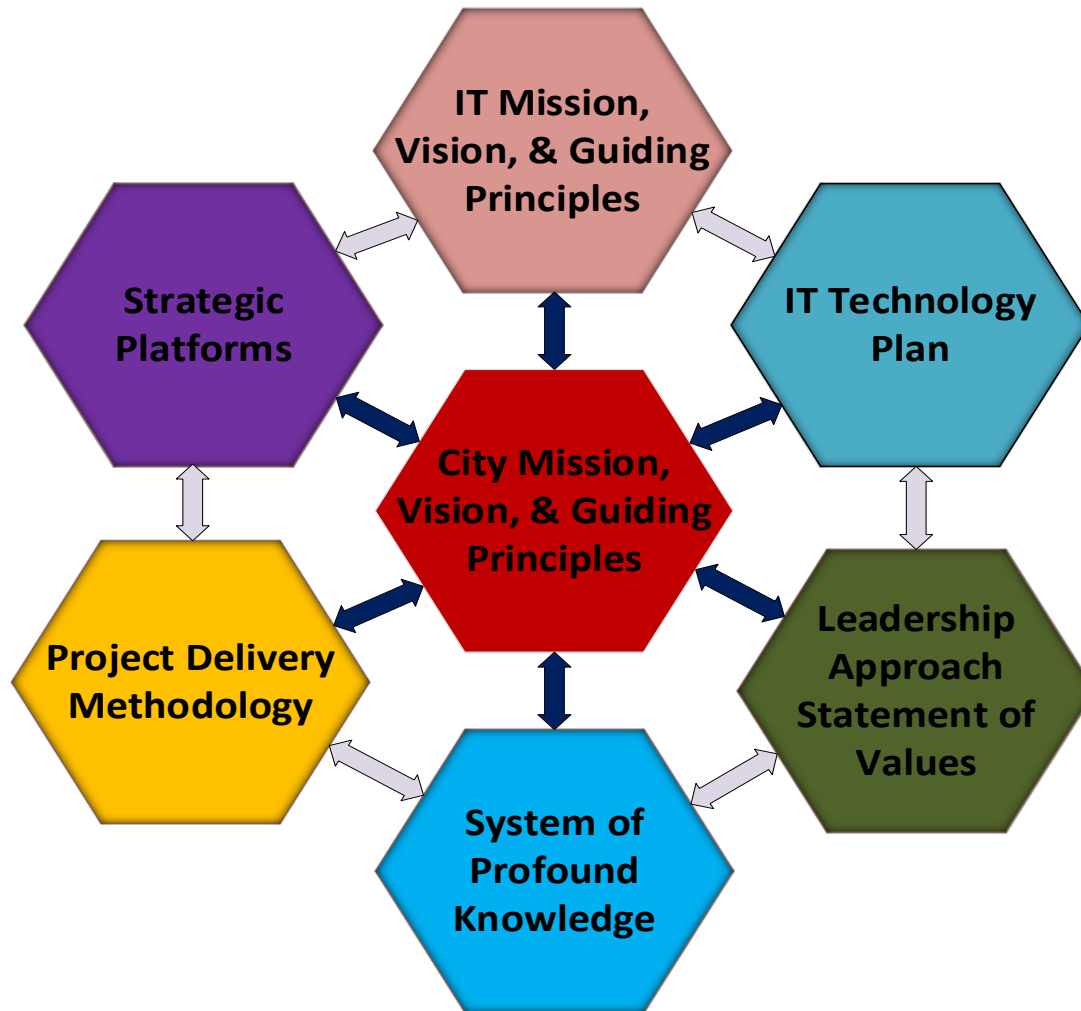 IT Mission,
Vision, & Guiding
Principles
Strategic
Platforms
IT Technology
Plan
City Mission,
Vision, & Guiding
Principles
Project Delivery
Methodology
Leadership
Approach
Statement of
Values
System of
Profound
Knowledge